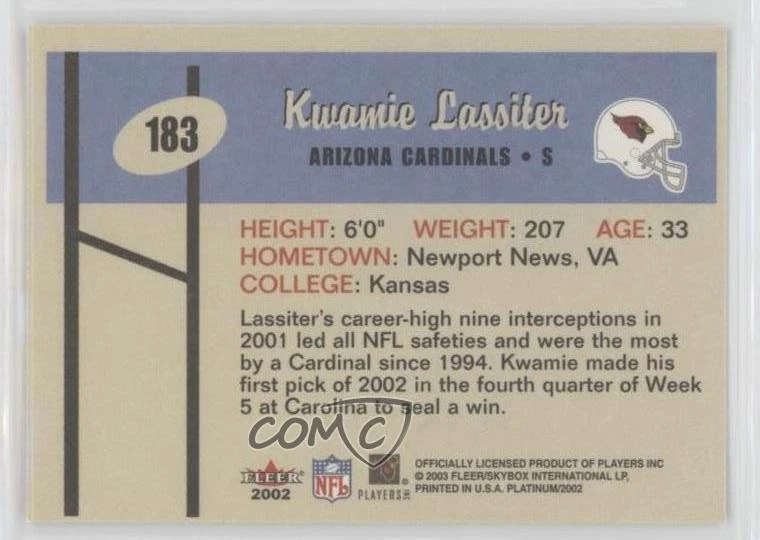 183
Kwamie Lassiter
ARIZONA CARDINALS • S
HEIGHT: 6'0" WEIGHT: 207 AGE: 33
HOMETOWN: Newport News, VA
COLLEGE: Kansas
Lassiter's career-high nine interceptions in
2001 led all NFL safeties and were the most
by a Cardinal since 1994. Kwamie made his
first pick of 2002 in the fourth quarter of Week
5 at Carolina to seal a win.
COMC
FLEER
2002
NFL
PLAYERS INC
OFFICIALLY LICENSED PRODUCT OF PLAYERS INC
© 2003 FLEER/SKYBOX INTERNATIONAL LP,
PRINTED IN U.S.A. PLATINUM/2002